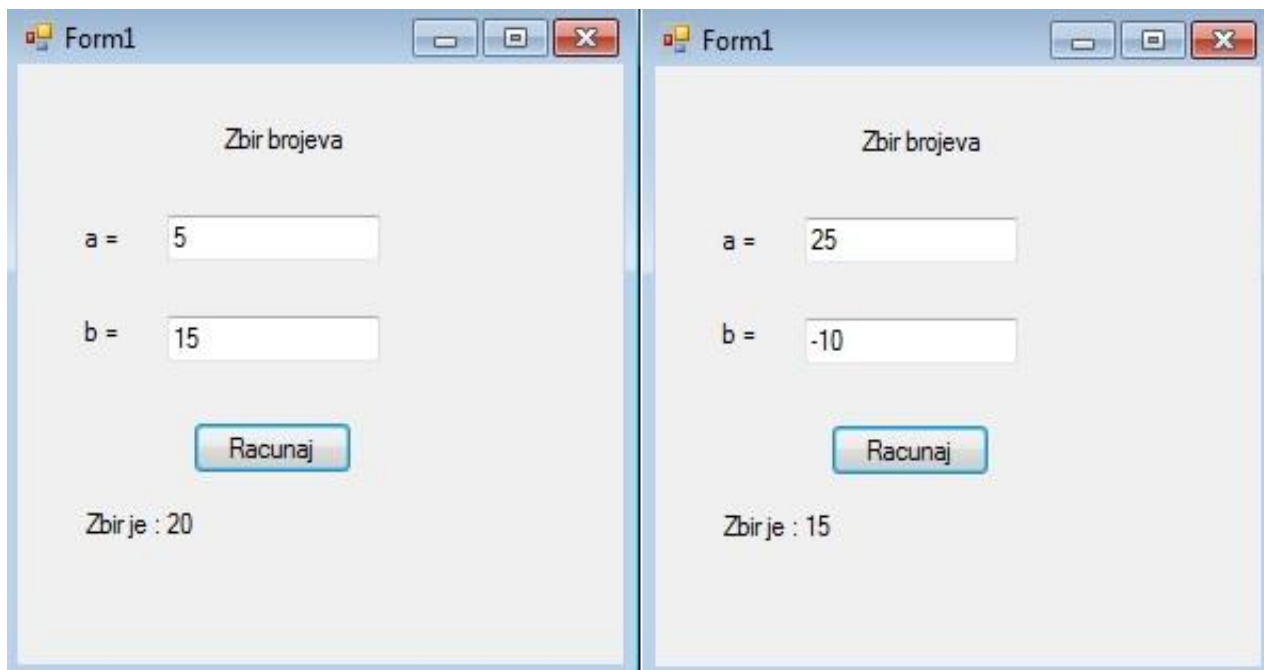 Form1
Zbir brojeva
a = 5
b = 15
Racunaj
Zbir je : 20
Form1
Zbir brojeva
a = 25
b = -10
Racunaj
Zbir je : 15